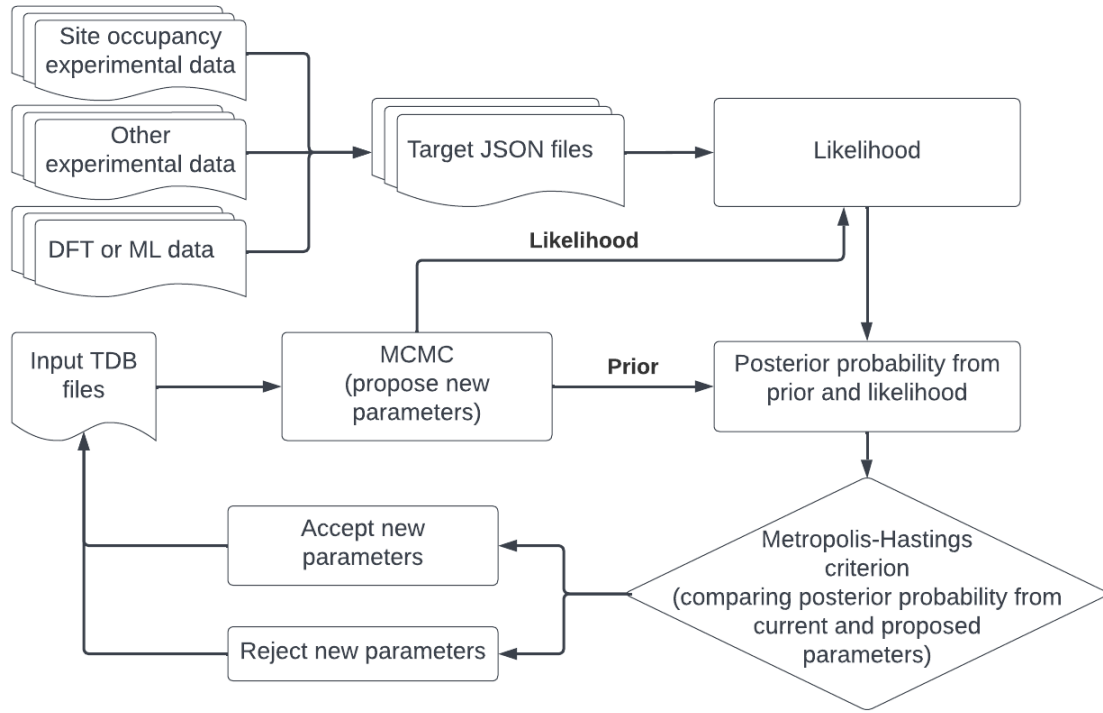 Site occupancy
experimental data
Other
experimental data
DFT or ML data
Target JSON files
Likelihood
Likelihood
Input TDB
files
MCMC
(propose new
parameters)
Prior
Posterior probability from
prior and likelihood
Accept new
parameters
Reject new parameters
Metropolis-Hastings
criterion
(comparing posterior probability from
current and proposed
parameters)